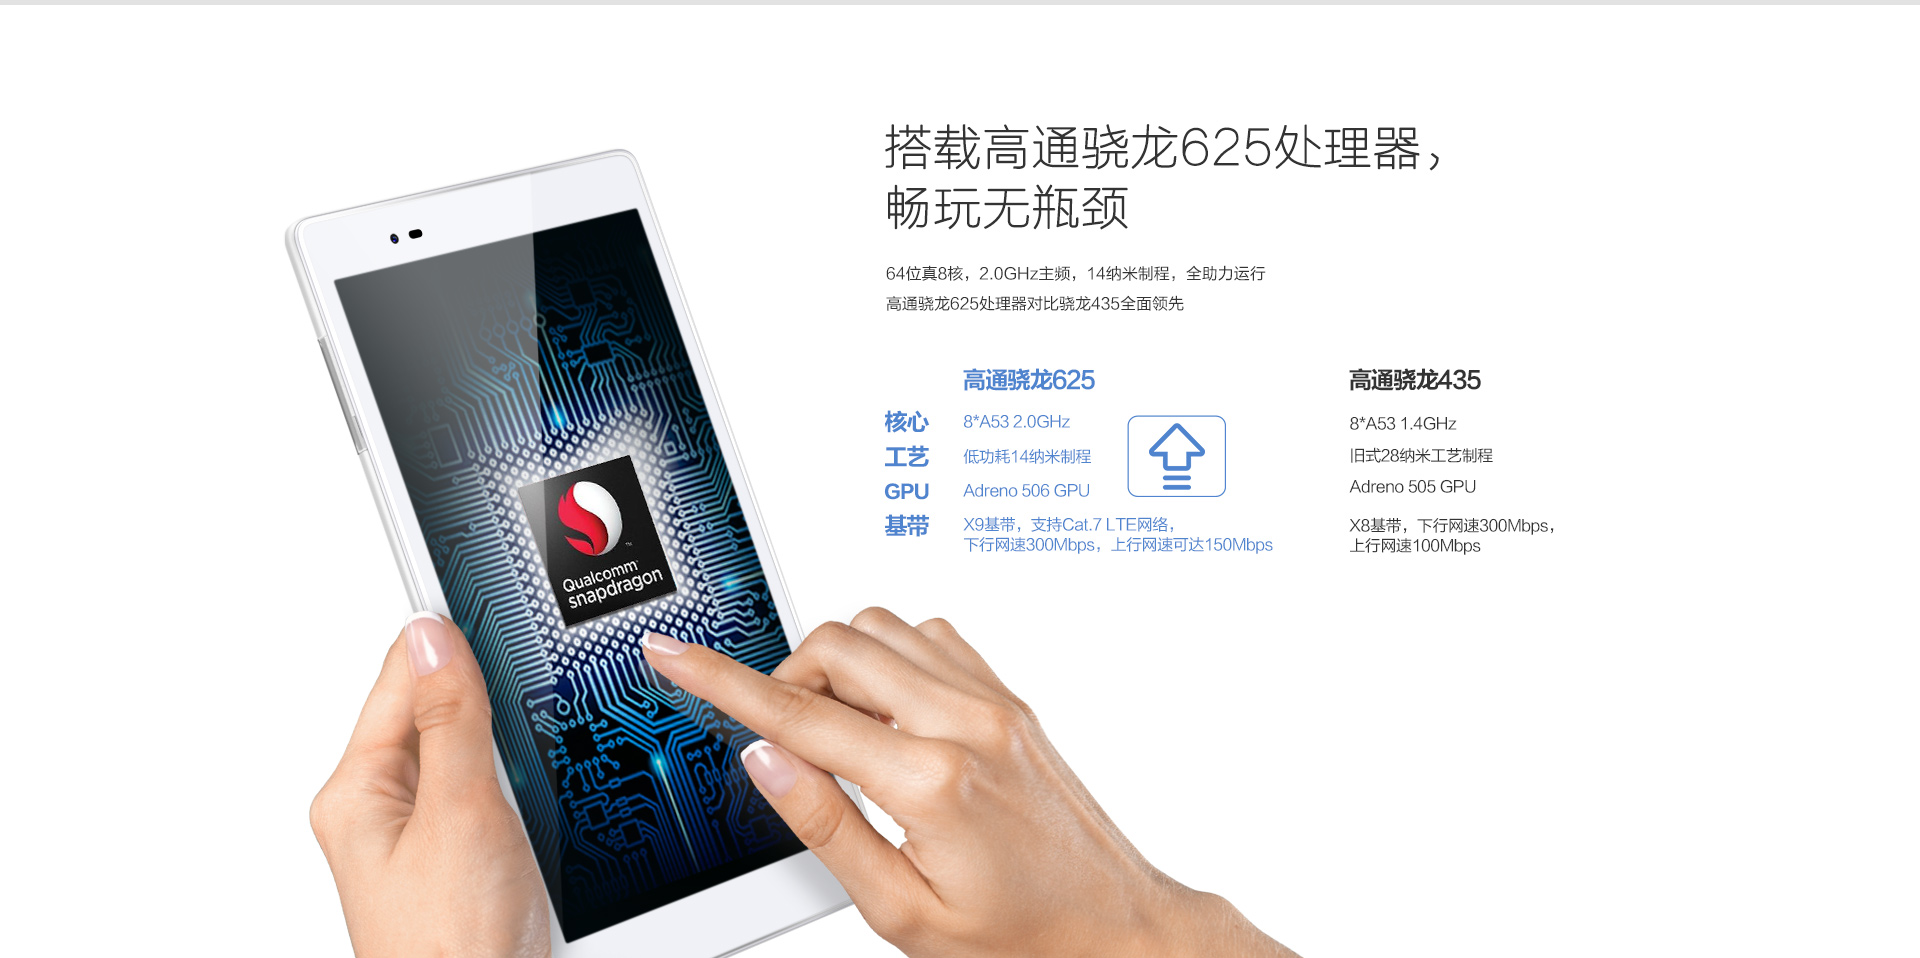 搭载高通骁龙625处理器，
畅玩无瓶颈
64位真8核，2.0GHz主频，14纳米制程，全助力运行
高通骁龙625处理器对比骁龙435全面领先
高通骁龙625 高通骁龙435
核心 8*A53 2.0GHz 8*A53 1.4GHz
工艺 低功耗14纳米制程 旧式28纳米工艺制程
GPU Adreno 506 GPU Adreno 505 GPU
基带 X9基带，支持Cat.7 LTE网络， X8基带，下行网速300Mbps，
下行网速300Mbps，上行网速可达150Mbps 上行网速100Mbps
Qualcomm™
snapdragon
™